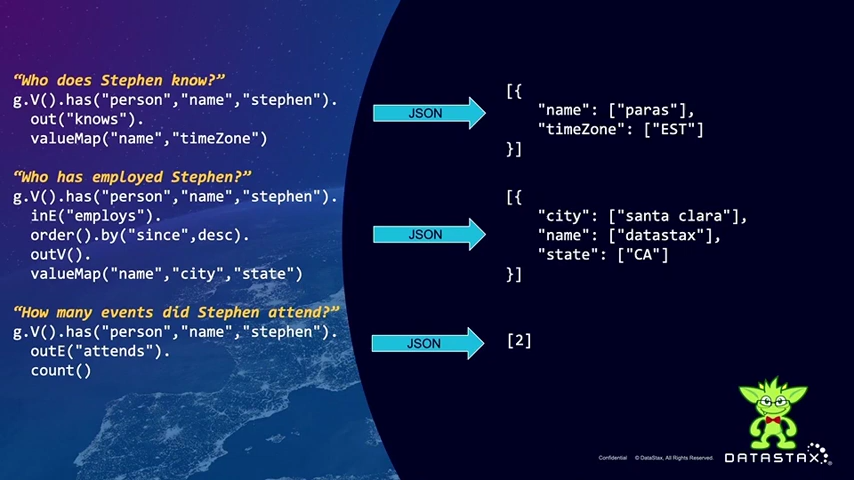 “Who does Stephen know?”
g.V().has("person","name","stephen").
out("knows").
valueMap("name","timeZone")
JSON
[{
"name": ["paras"],
"timeZone": ["EST"]
}]
“Who has employed Stephen?”
g.V().has("person","name","stephen").
inE("employs").
order().by("since",desc).
outV().
valueMap("name","city","state")
JSON
[{
"city": ["santa clara"],
"name": ["datastax"],
"state": ["CA"]
}]
“How many events did Stephen attend?”
g.V().has("person","name","stephen").
outE("attends").
count()
JSON
[2]
Confidential © DataStax, All Rights Reserved.
DATASTAX